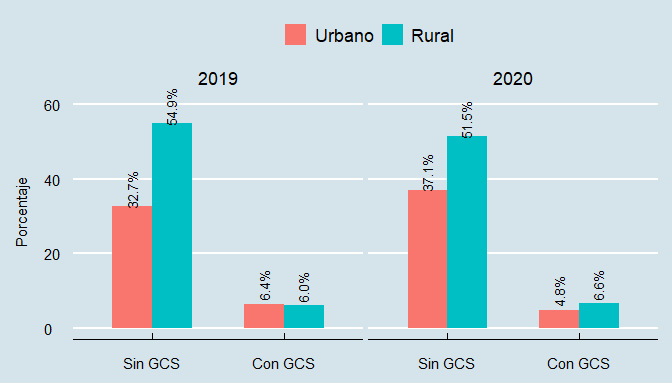 Urbano Rural
2019 2020
Porcentaje
60
40
20
0
32.7% 54.9% 6.4% 6.0% 37.1% 51.5% 4.8% 6.6%
Sin GCS Con GCS Sin GCS Con GCS